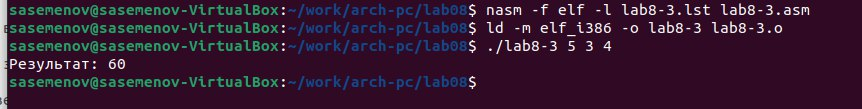 sasemenov@sasemenov-VirtualBox:~/work/arch-pc/lab08$ nasm -f elf -l lab8-3.lst lab8-3.asm
sasemenov@sasemenov-VirtualBox:~/work/arch-pc/lab08$ ld -m elf_i386 -o lab8-3 lab8-3.o
sasemenov@sasemenov-VirtualBox:~/work/arch-pc/lab08$ ./lab8-3 5 3 4
Результат: 60
sasemenov@sasemenov-VirtualBox:~/work/arch-pc/lab08$